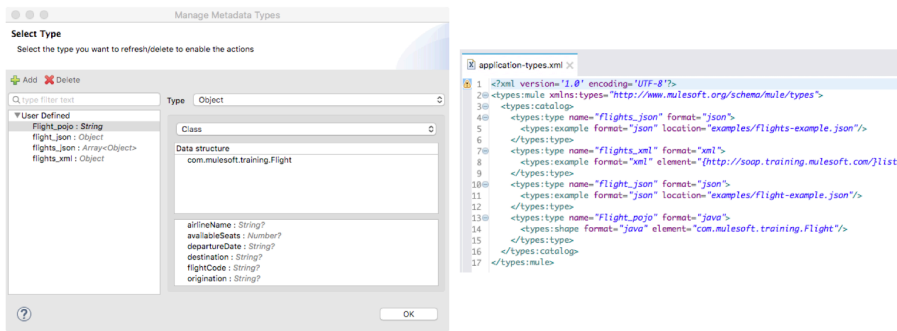 Manage Metadata Types
Select Type
Select the type you want to refresh/delete to enable the actions
Add Delete
type filter text
User Defined
Flight_pojo : String
flight_json : Object
flights_json : Array<Object>
flights_xml : Object
Type Object
Class
Data structure
com.mulesoft.training.Flight
airlineName : String?
availableSeats : Number?
departureDate : String?
destination : String?
flightCode : String?
origination : String?
? OK
application-types.xml
1 <?xml version='1.0' encoding='UTF-8'?>
2 <types:mule xmlns:types="http://www.mulesoft.org/schema/mule/types">
3 <types:catalog>
4 <types:type name="flights_json" format="json">
5 <types:example format="json" location="examples/flights-example.json"/>
6 </types:type>
7 <types:type name="flights_xml" format="xml">
8 <types:example format="xml" element="{http://soap.training.mulesoft.com/}list
9 </types:type>
10 <types:type name="flight_json" format="json">
11 <types:example format="json" location="examples/flight-example.json"/>
12 </types:type>
13 <types:type name="Flight_pojo" format="java">
14 <types:shape format="java" element="com.mulesoft.training.Flight"/>
15 </types:type>
16 </types:catalog>
17 </types:mule>